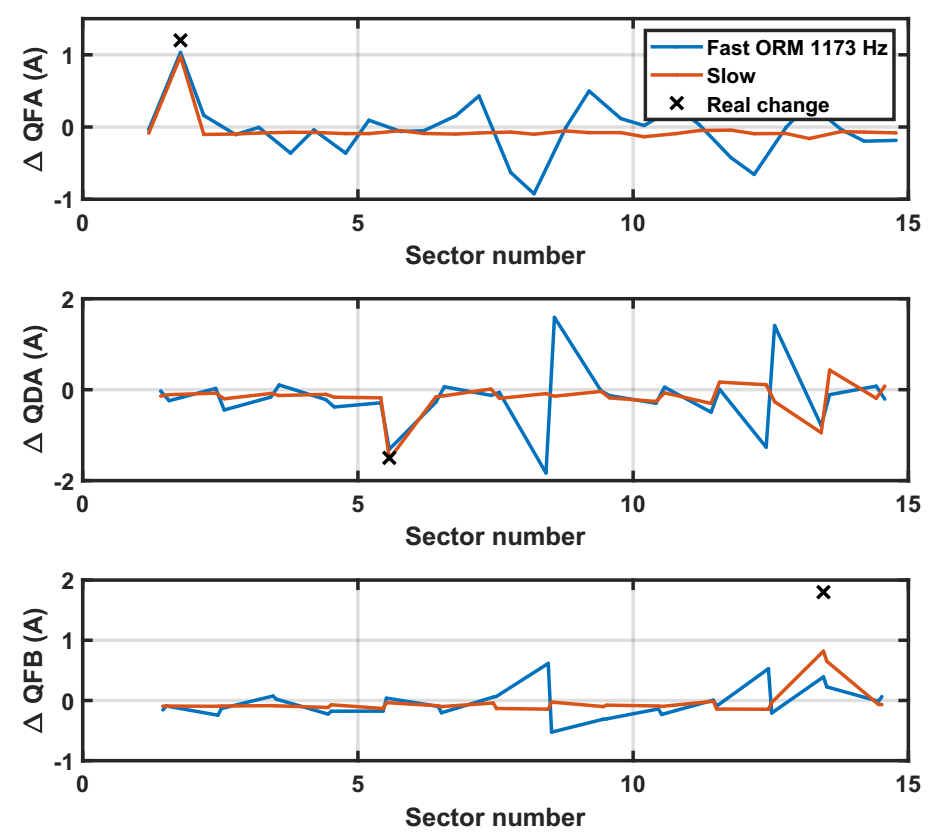 Δ QFA (A)
1
0
-1
Fast ORM 1173 Hz
Slow
Real change
0 5 10 15
Sector number
Δ QDA (A)
2
0
-2
0 5 10 15
Sector number
Δ QFB (A)
2
1
0
-1
0 5 10 15
Sector number